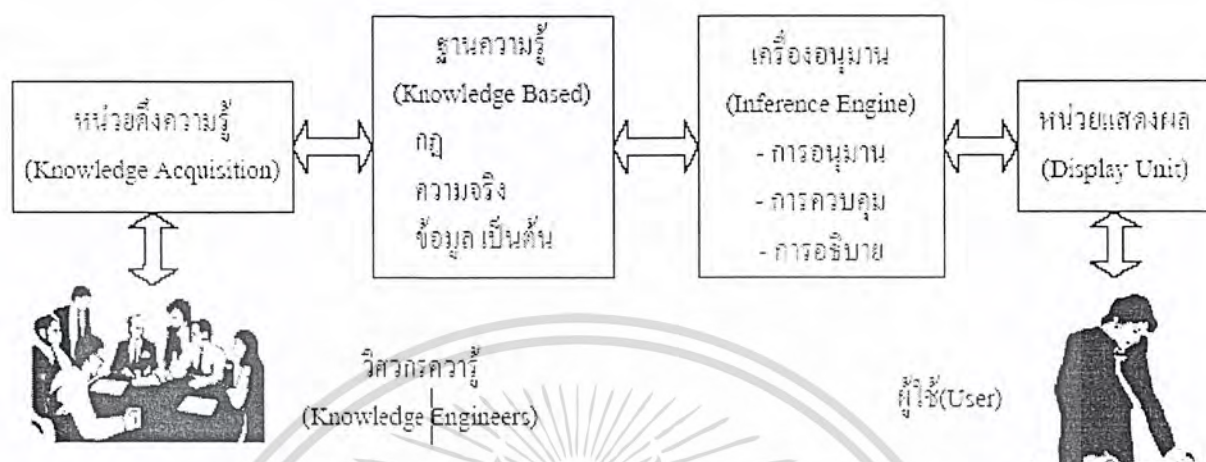 หน่วยดึงความรู้
(Knowledge Acquisition)
ฐานความรู้
(Knowledge Based)
กฎ
ความจริง
ข้อมูล เป็นต้น
เครื่องอนุมาน
(Inference Engine)
- การอนุมาน
- การควบคุม
- การอธิบาย
หน่วยแสดงผล
(Display Unit)
วิศวกรความรู้
(Knowledge Engineers)
ผู้ใช้(User)